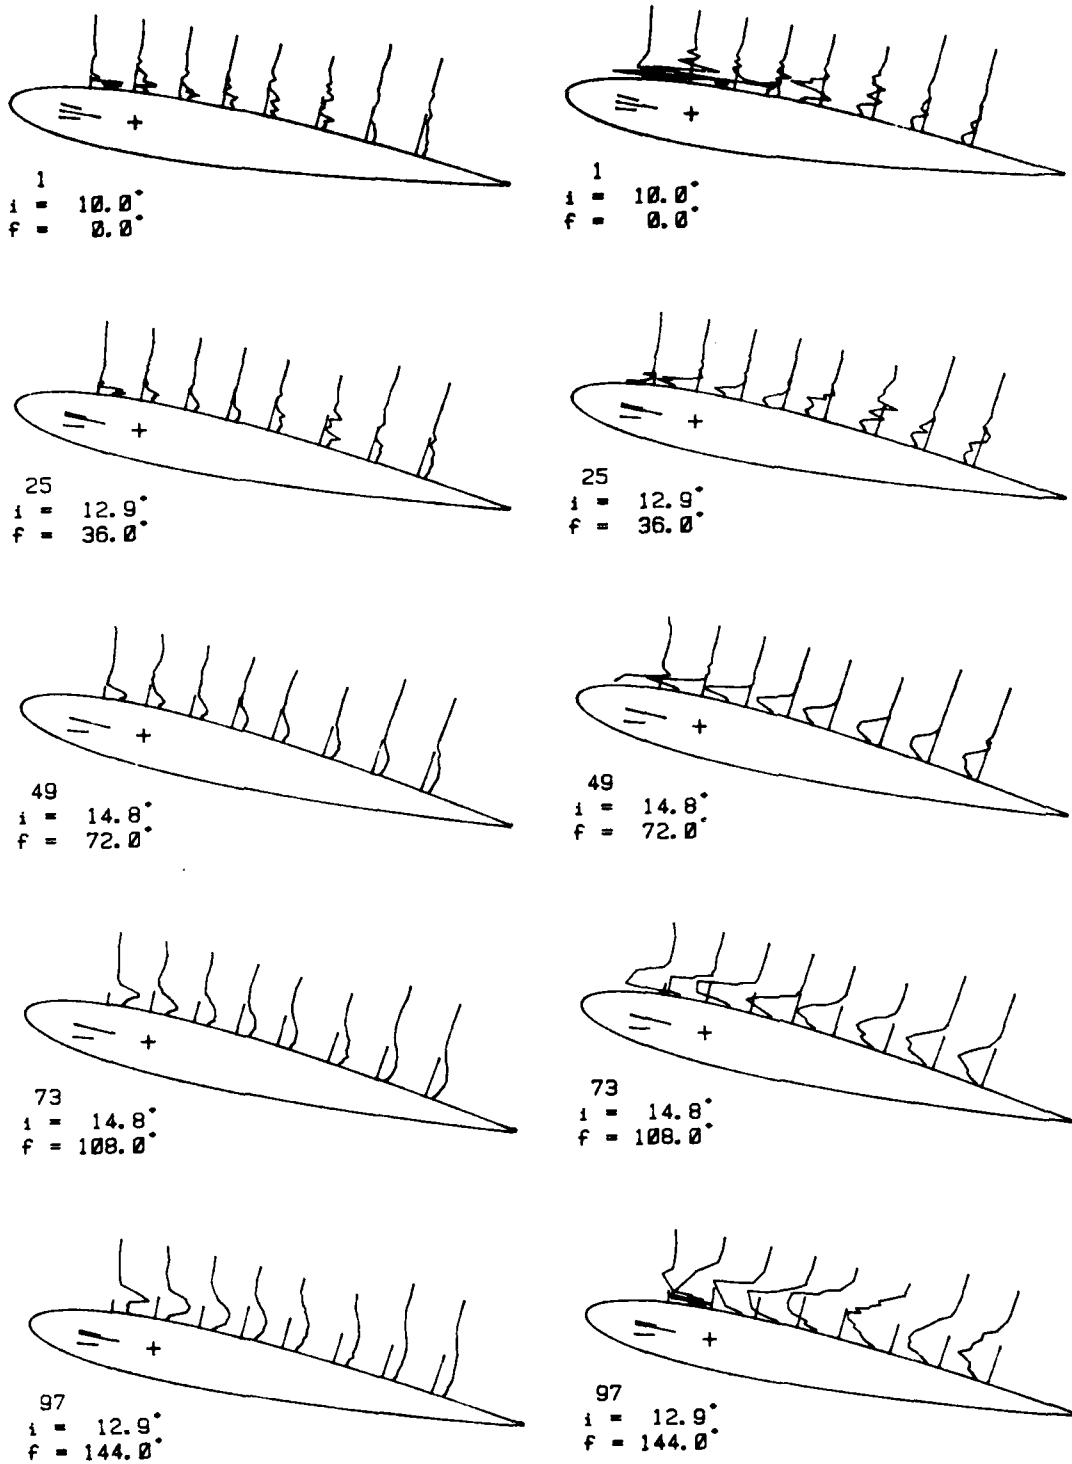 1
i = 10.0°
f = 0.0°
1
i = 10.0°
f = 0.0°
25
i = 12.9°
f = 36.0°
25
i = 12.9°
f = 36.0°
49
i = 14.8°
f = 72.0°
49
i = 14.8°
f = 72.0°
73
i = 14.8°
f = 108.0°
73
i = 14.8°
f = 108.0°
97
i = 12.9°
f = 144.0°
97
i = 12.9°
f = 144.0°